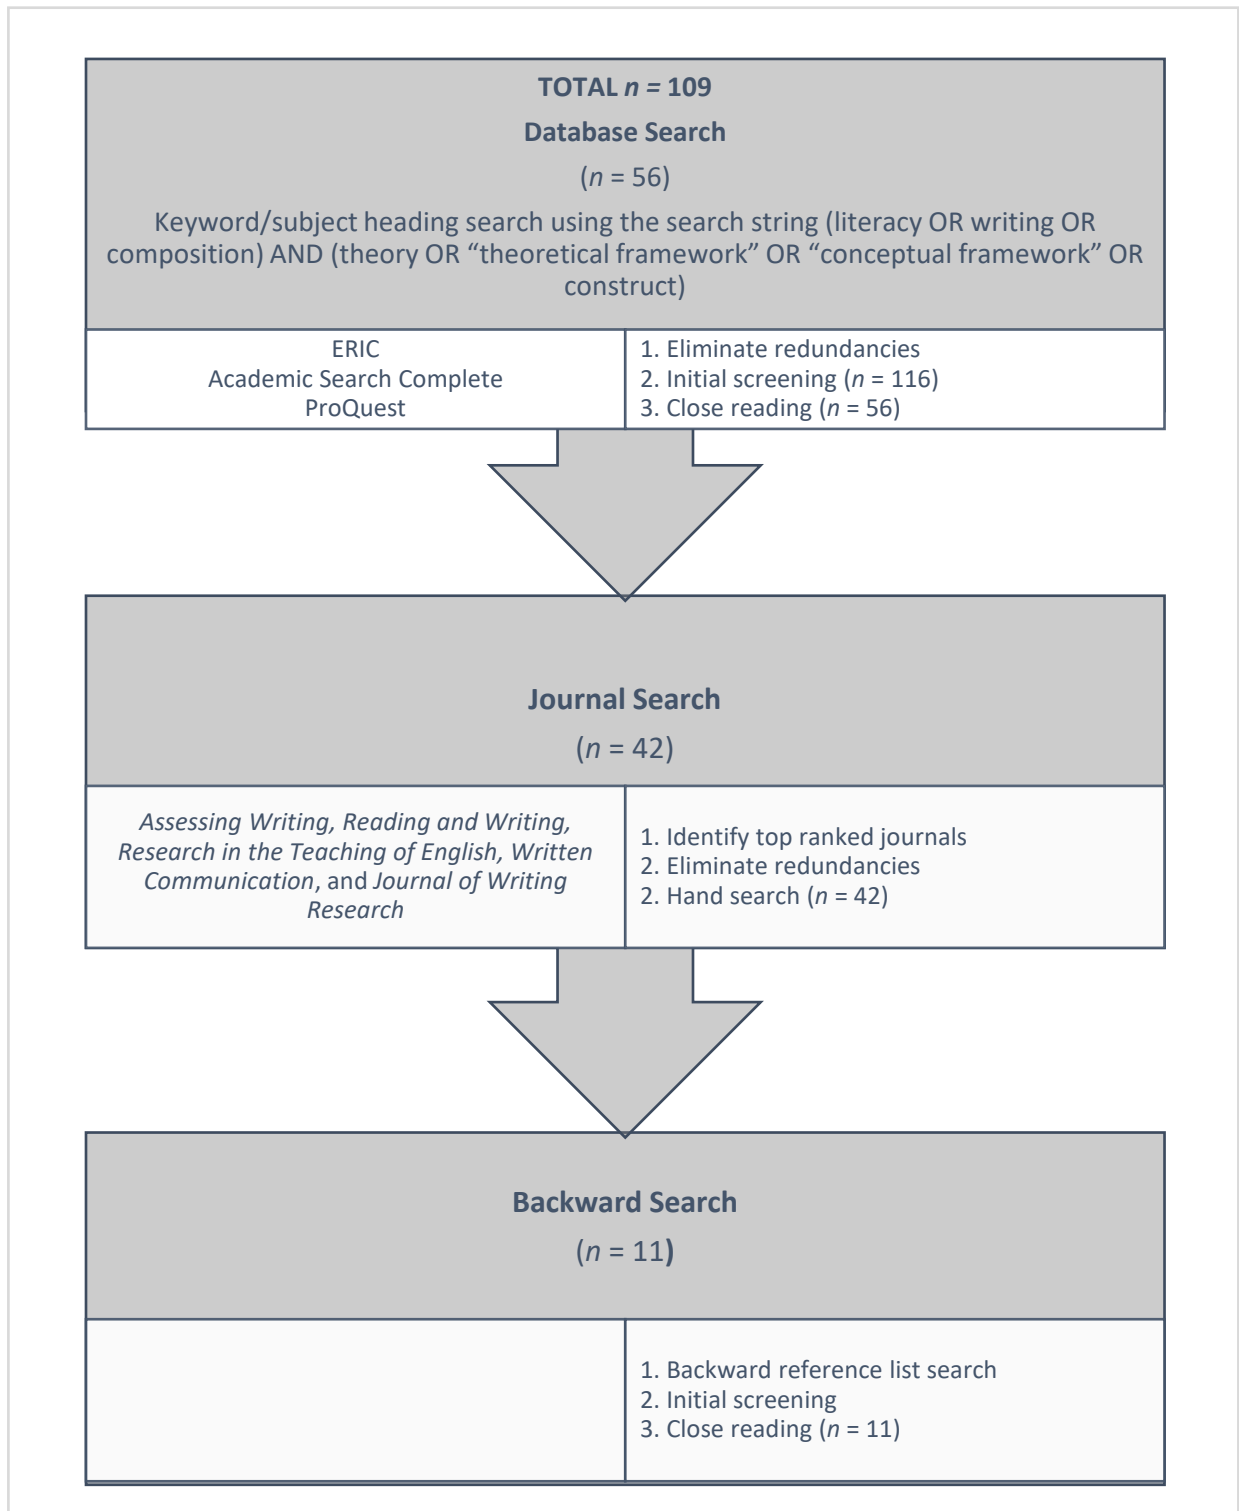 TOTAL n = 109
Database Search
(n = 56)
Keyword/subject heading search using the search string (literacy OR writing OR
composition) AND (theory OR “theoretical framework” OR “conceptual framework” OR
construct)
ERIC
Academic Search Complete
ProQuest
1. Eliminate redundancies
2. Initial screening (n = 116)
3. Close reading (n = 56)
Journal Search
(n = 42)
Assessing Writing, Reading and Writing,
Research in the Teaching of English, Written
Communication, and Journal of Writing
Research
1. Identify top ranked journals
2. Eliminate redundancies
2. Hand search (n = 42)
Backward Search
(n = 11)
1. Backward reference list search
2. Initial screening
3. Close reading (n = 11)